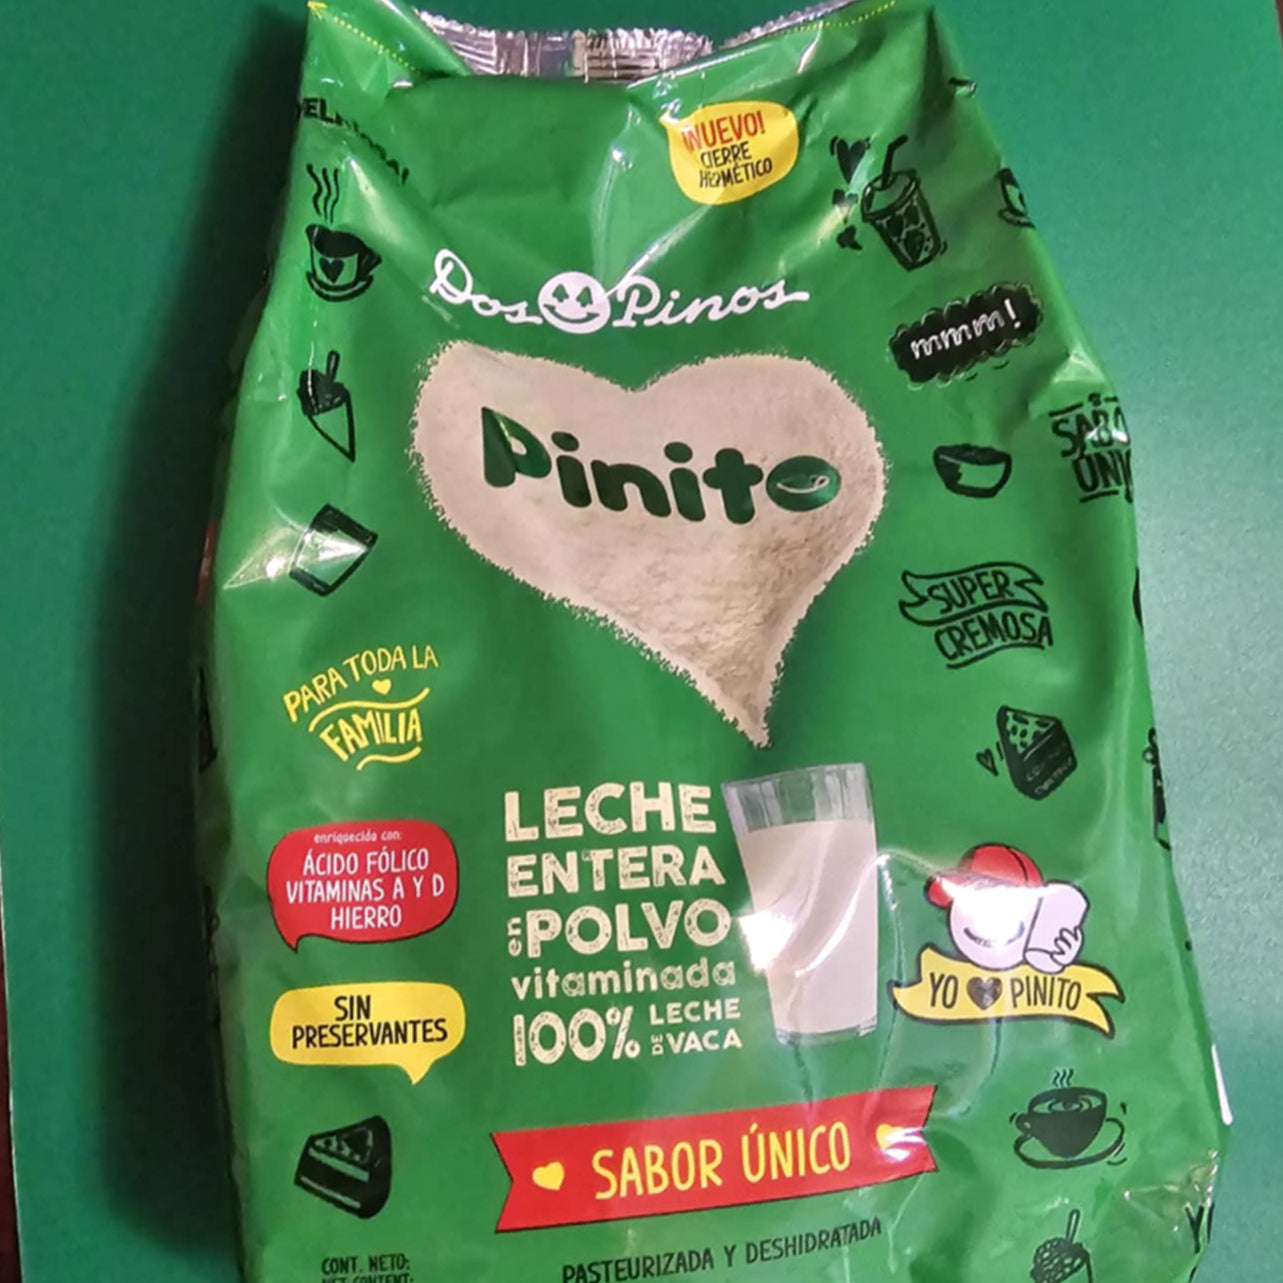 ¡NUEVO!
CIERRE
HERMÉTICO
Dos Pinos
mmm!
Pinito
SUPER
CREMOSA
PARA TODA LA
FAMILIA
LECHE
ENTERA
en POLVO
vitaminada
100% LECHE
DE VACA
enriquecida con:
ÁCIDO FÓLICO
VITAMINAS A Y D
HIERRO
SIN
PRESERVANTES
YO PINITO
SABOR ÚNICO
PASTEURIZADA Y DESHIDRATADA
CONT. NETO:
NET CONTENT: